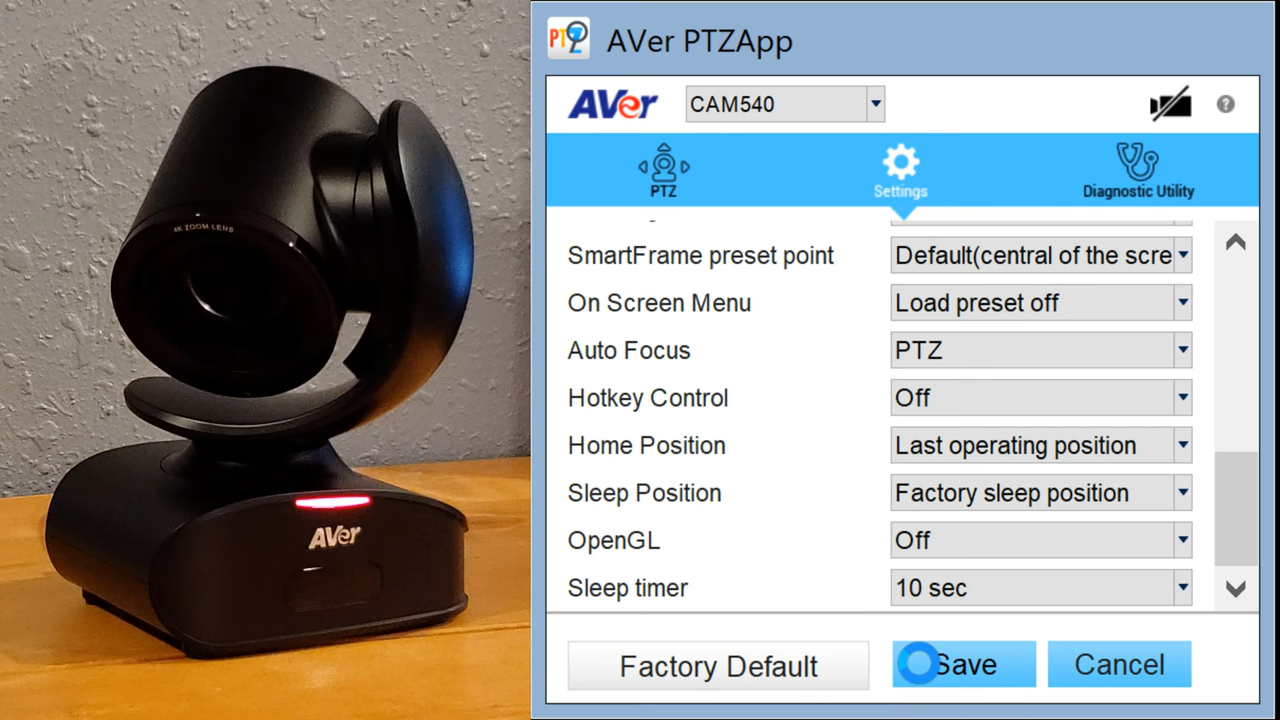 4K ZOOM LENS
AVer
PTZ AVer PTZApp
AVer CAM540 ?
PTZ Settings Diagnostic Utility
SmartFrame preset point Default(central of the scre
On Screen Menu Load preset off
Auto Focus PTZ
Hotkey Control Off
Home Position Last operating position
Sleep Position Factory sleep position
OpenGL Off
Sleep timer 10 sec
Factory Default Save Cancel